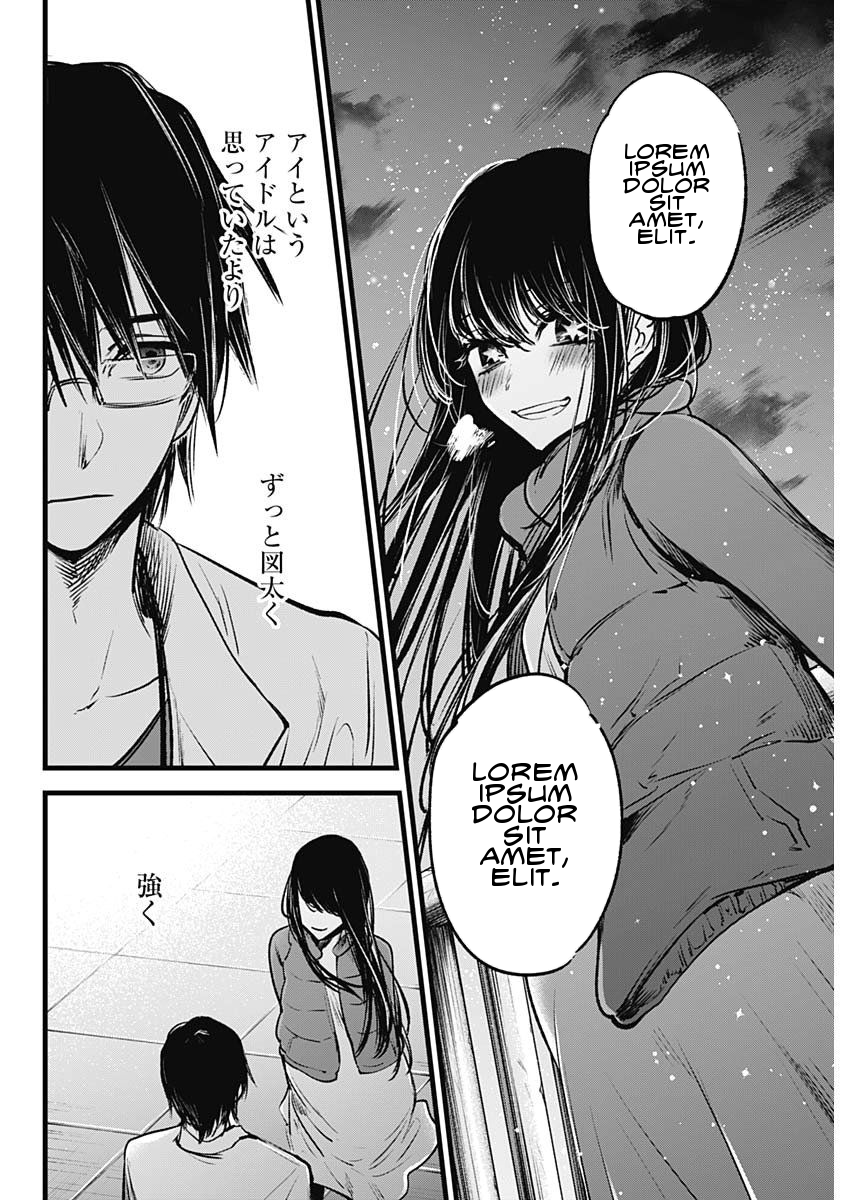 LOREM
IPSUM
DOLOR
SIT
AMET,
ELIT.
LOREM
IPSUM
DOLOR
SIT
AMET,
ELIT.
アイという
アイドルは
思っていたより
ずっと図太く
強く